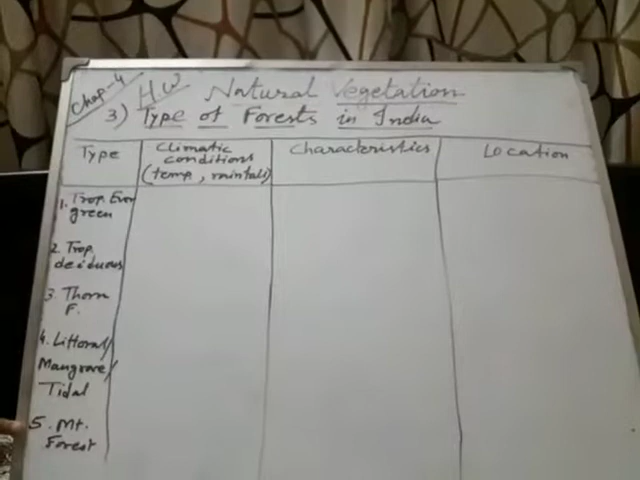 Chap-4
HW
Natural Vegetation
3) Type of Forests in India
Type
Climatic
conditions
(temp, rainfall)
Characteristics
Location
1. Trop. Ever
green
2. Trop.
deciduous
3. Thorn
F.
4. Littoral/
Mangrove/
Tidal
5. Mt.
Forest